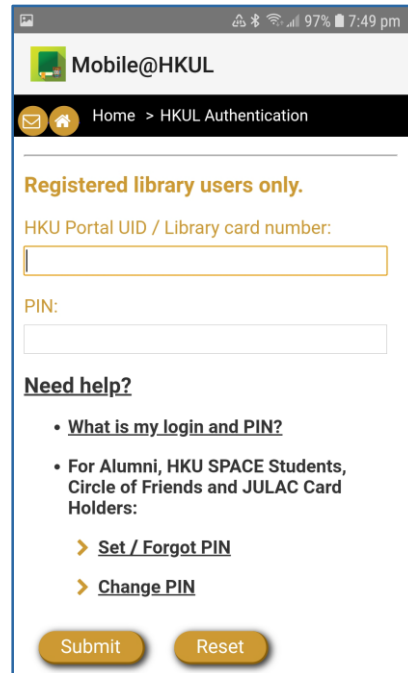 97% 7:49 pm
Mobile@HKUL
Home > HKUL Authentication
Registered library users only.
HKU Portal UID / Library card number:
PIN:
Need help?
• What is my login and PIN?
• For Alumni, HKU SPACE Students,
Circle of Friends and JULAC Card
Holders:
Set / Forgot PIN
Change PIN
Submit Reset